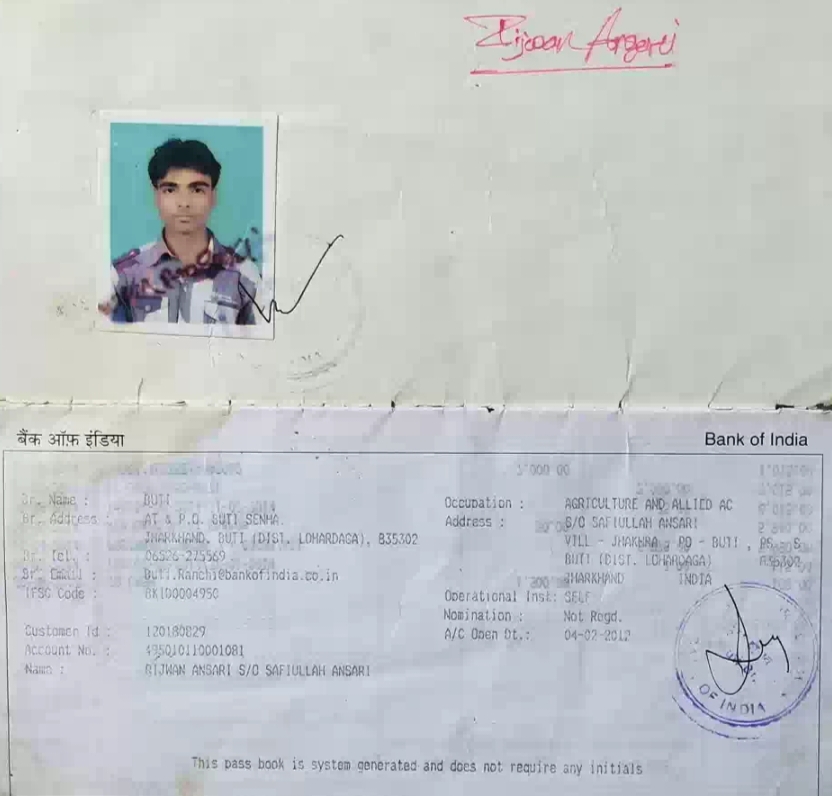 Rijwan Ansari
बैंक ऑफ़ इंडिया
Bank of India
Br. Name : BUTI
Br. Address : AT & P.O. BUTI SENHA.
JHARKHAND. BUTI (DIST. LOHARDAGA), 835302
Br. Tel. : 06526-275569
Br. Email : Buti.Ranchi@bankofindia.co.in
IFSC Code : BKID0004950
Customer Id : 120180829
Account No. : 495010110001081
Name : RIJWAN ANSARI S/O SAFIULLAH ANSARI
Occupation : AGRICULTURE AND ALLIED AC
Address : S/O SAFIULLAH ANSARI
VILL - JHAKHRA , PO - BUTI , PS - S
BUTI (DIST. LOHARDAGA) 835302
JHARKHAND INDIA
Operational Inst: SELF
Nomination : Not Regd.
A/C Open Dt.: 04-02-2012
OF INDIA
This pass book is system generated and does not require any initials